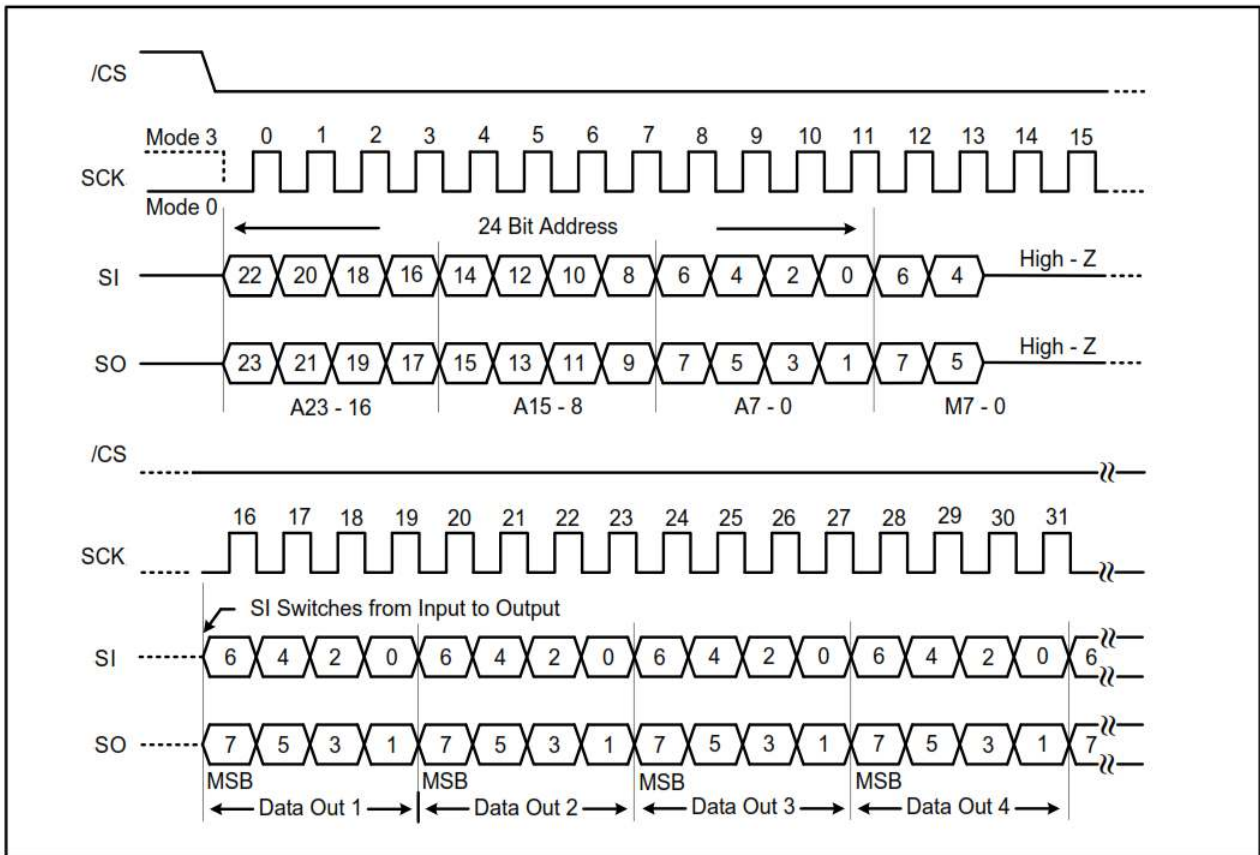 /CS
Mode 3
0 1 2 3 4 5 6 7 8 9 10 11 12 13 14 15
SCK
Mode 0
24 Bit Address
SI 22 20 18 16 14 12 10 8 6 4 2 0 6 4 High - Z
SO 23 21 19 17 15 13 11 9 7 5 3 1 7 5 High - Z
A23 - 16 A15 - 8 A7 - 0 M7 - 0
/CS
16 17 18 19 20 21 22 23 24 25 26 27 28 29 30 31
SCK
SI Switches from Input to Output
SI 6 4 2 0 6 4 2 0 6 4 2 0 6 4 2 0 6
SO 7 5 3 1 7 5 3 1 7 5 3 1 7 5 3 1 7
MSB MSB MSB MSB
Data Out 1 Data Out 2 Data Out 3 Data Out 4